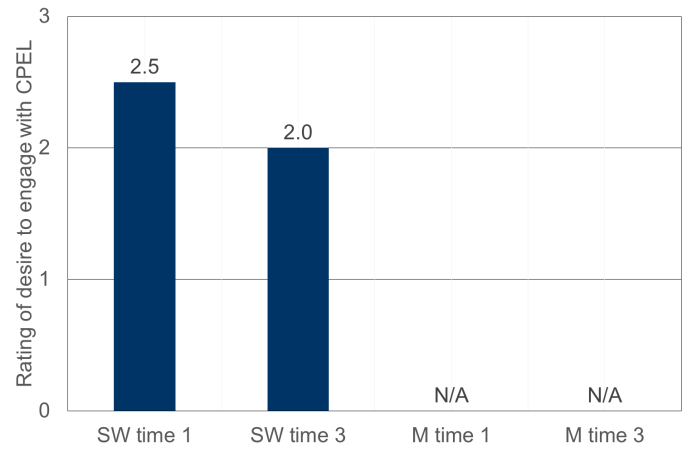 Rating of desire to engage with CPEL
3
2
1
0
2.5
2.0
N/A
N/A
SW time 1
SW time 3
M time 1
M time 3